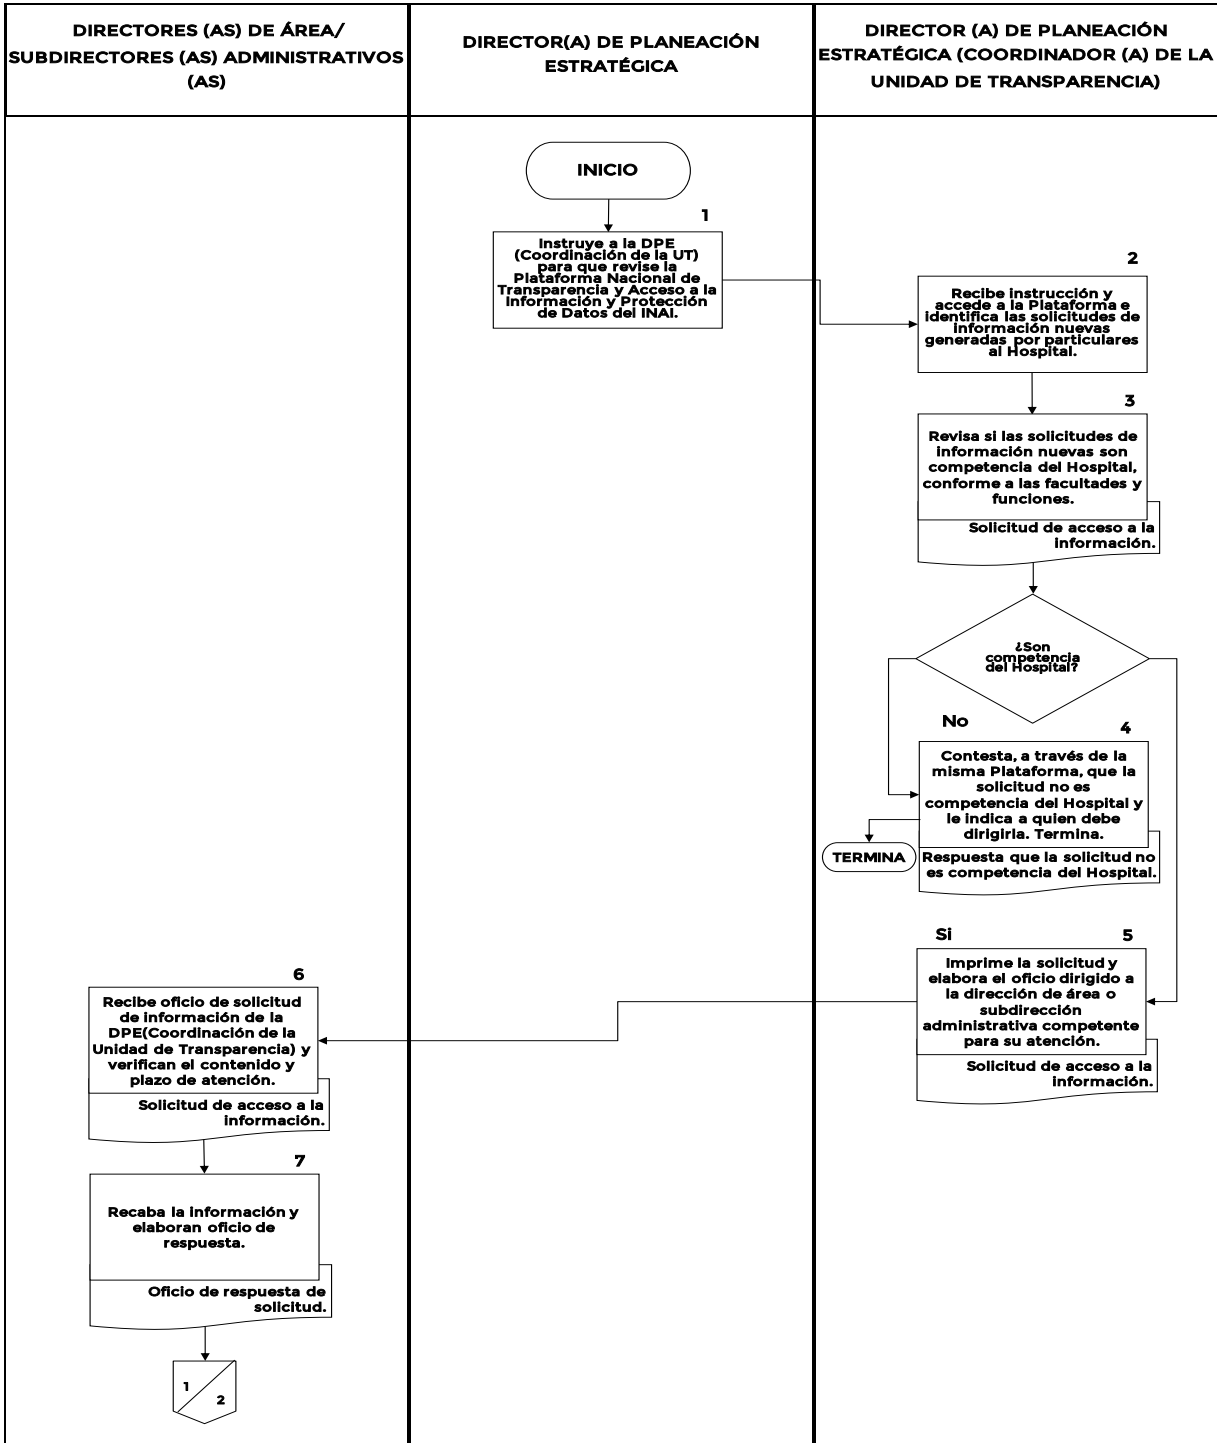 DIRECTORES (AS) DE ÁREA/
SUBDIRECTORES (AS) ADMINISTRATIVOS
(AS)
DIRECTOR(A) DE PLANEACIÓN
ESTRATÉGICA
DIRECTOR (A) DE PLANEACIÓN
ESTRATÉGICA (COORDINADOR (A) DE LA
UNIDAD DE TRANSPARENCIA)
INICIO
1
Instruye a la DPE
(Coordinación de la UT)
para que revise la
Plataforma Nacional de
Transparencia y Acceso a la
Información y Protección
de Datos del INAI.
2
Recibe instrucción y
accede a la Plataforma e
identifica las solicitudes de
información nuevas
generadas por particulares
al Hospital.
3
Revisa si las solicitudes de
información nuevas son
competencia del Hospital,
conforme a las facultades y
funciones.
Solicitud de acceso a la
información.
¿Son
competencia
del Hospital?
No
4
Contesta, a través de la
misma Plataforma, que la
solicitud no es
competencia del Hospital y
le indica a quien debe
dirigirla. Termina.
TERMINA
Respuesta que la solicitud no
es competencia del Hospital.
Si
5
Imprime la solicitud y
elabora el oficio dirigido a
la dirección de área o
subdirección
administrativa competente
para su atención.
Solicitud de acceso a la
información.
6
Recibe oficio de solicitud
de información de la
DPE(Coordinación de la
Unidad de Transparencia) y
verifican el contenido y
plazo de atención.
Solicitud de acceso a la
información.
7
Recaba la información y
elaboran oficio de
respuesta.
Oficio de respuesta de
solicitud.
1
2